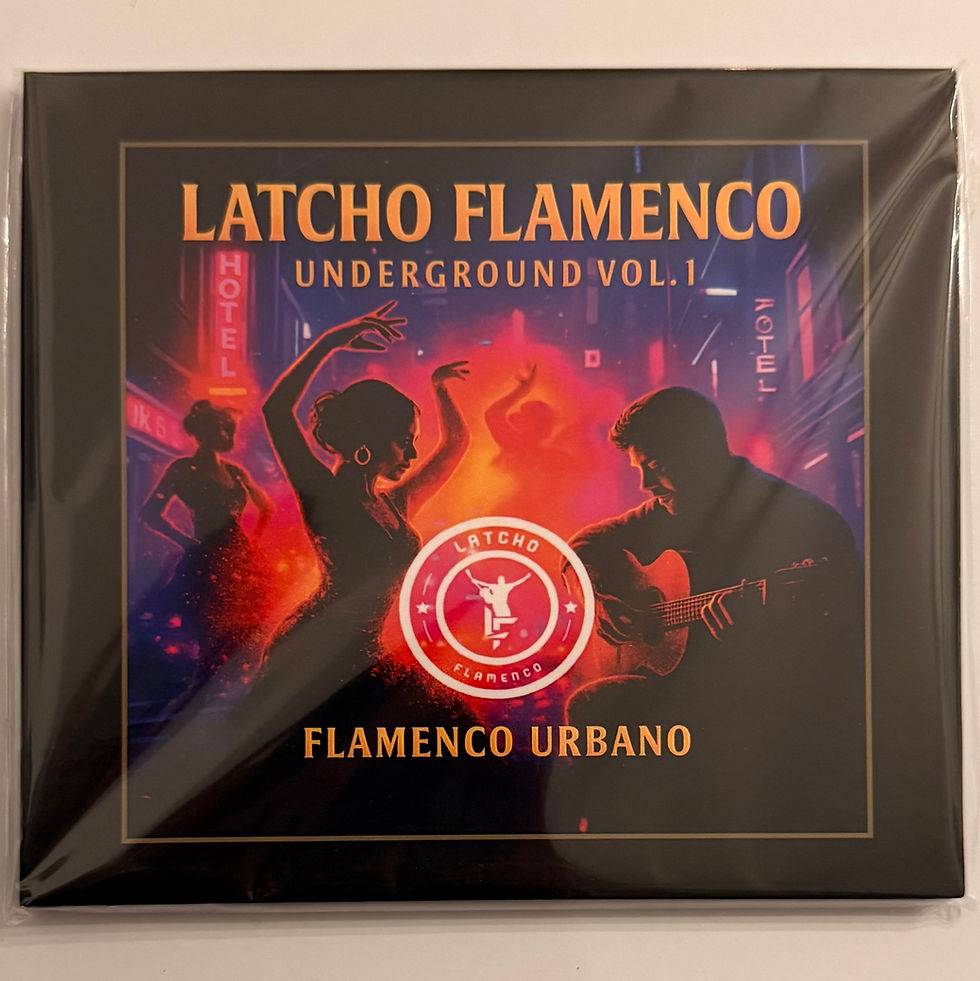 LATCHO FLAMENCO
UNDERGROUND VOL.1
HOTEL
HOTEL
LATCHO
FLAMENCO
FLAMENCO URBANO